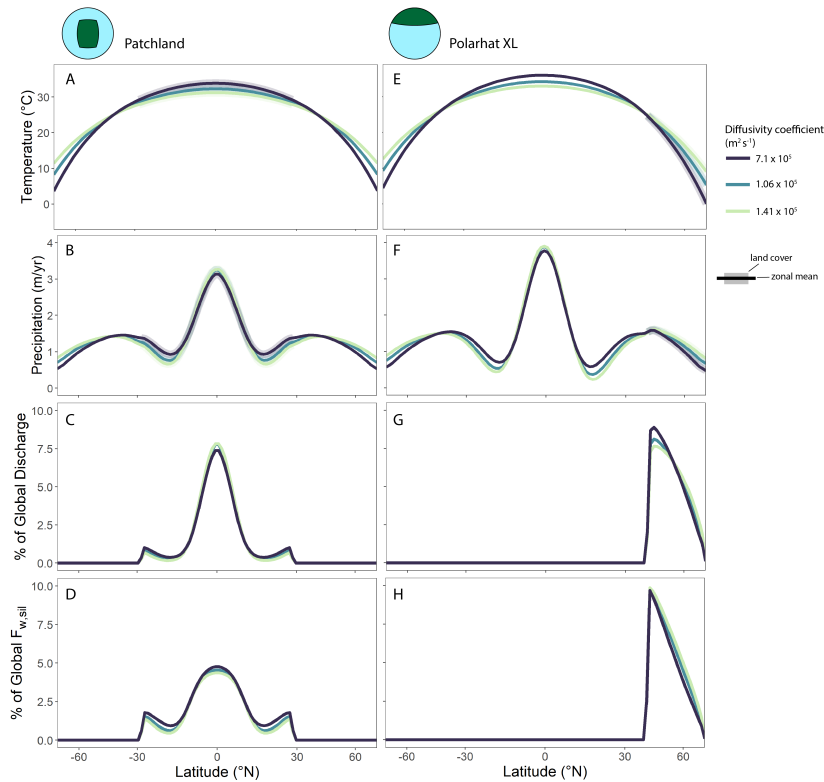 Patchland
Polarhat XL
A
E
Temperature (°C)
30
20
10
0
Diffusivity coefficient
(m² s⁻¹)
7.1 x 10⁵
1.06 x 10⁵
1.41 x 10⁵
B
F
Precipitation (m/yr)
4
3
2
1
0
land cover
zonal mean
C
G
% of Global Discharge
10.0
7.5
5.0
2.5
0.0
D
H
% of Global Fw,sil
10.0
7.5
5.0
2.5
0.0
-60 -30 0 30 60
-60 -30 0 30 60
Latitude (°N)
Latitude (°N)